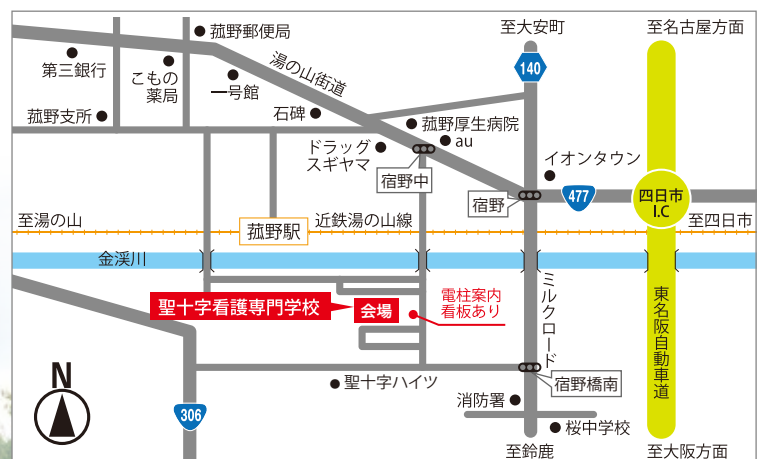 菰野郵便局
至大安町
至名古屋方面
第三銀行
こもの
薬局
一号館
湯の山街道
140
菰野支所
石碑
菰野厚生病院
au
ドラッグ
スギヤマ
イオンタウン
宿野中
宿野
477
四日市
I.C
至湯の山
菰野駅
近鉄湯の山線
至四日市
金渓川
聖十字看護専門学校
会場
電柱案内
看板あり
ミルクロード
東名阪自動車道
N
聖十字ハイツ
宿野橋南
306
消防署
桜中学校
至鈴鹿
至大阪方面